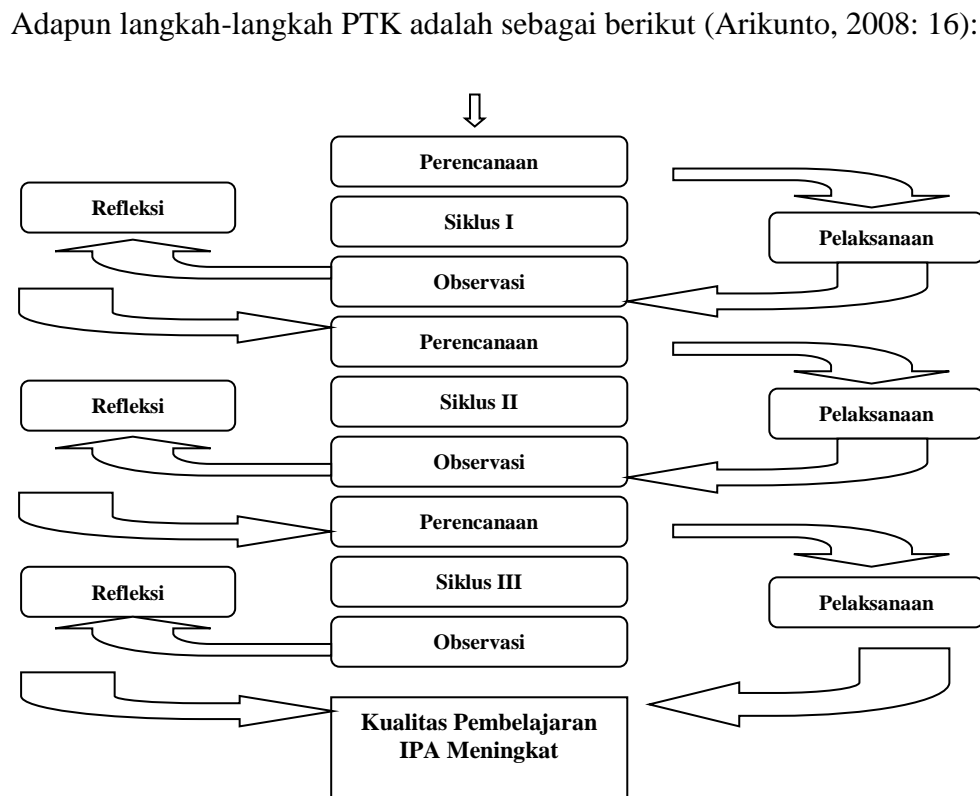 Adapun langkah-langkah PTK adalah sebagai berikut (Arikunto, 2008: 16):
Perencanaan
Refleksi
Siklus I
Pelaksanaan
Observasi
Perencanaan
Refleksi
Siklus II
Pelaksanaan
Observasi
Perencanaan
Refleksi
Siklus III
Pelaksanaan
Observasi
Kualitas Pembelajaran
IPA Meningkat